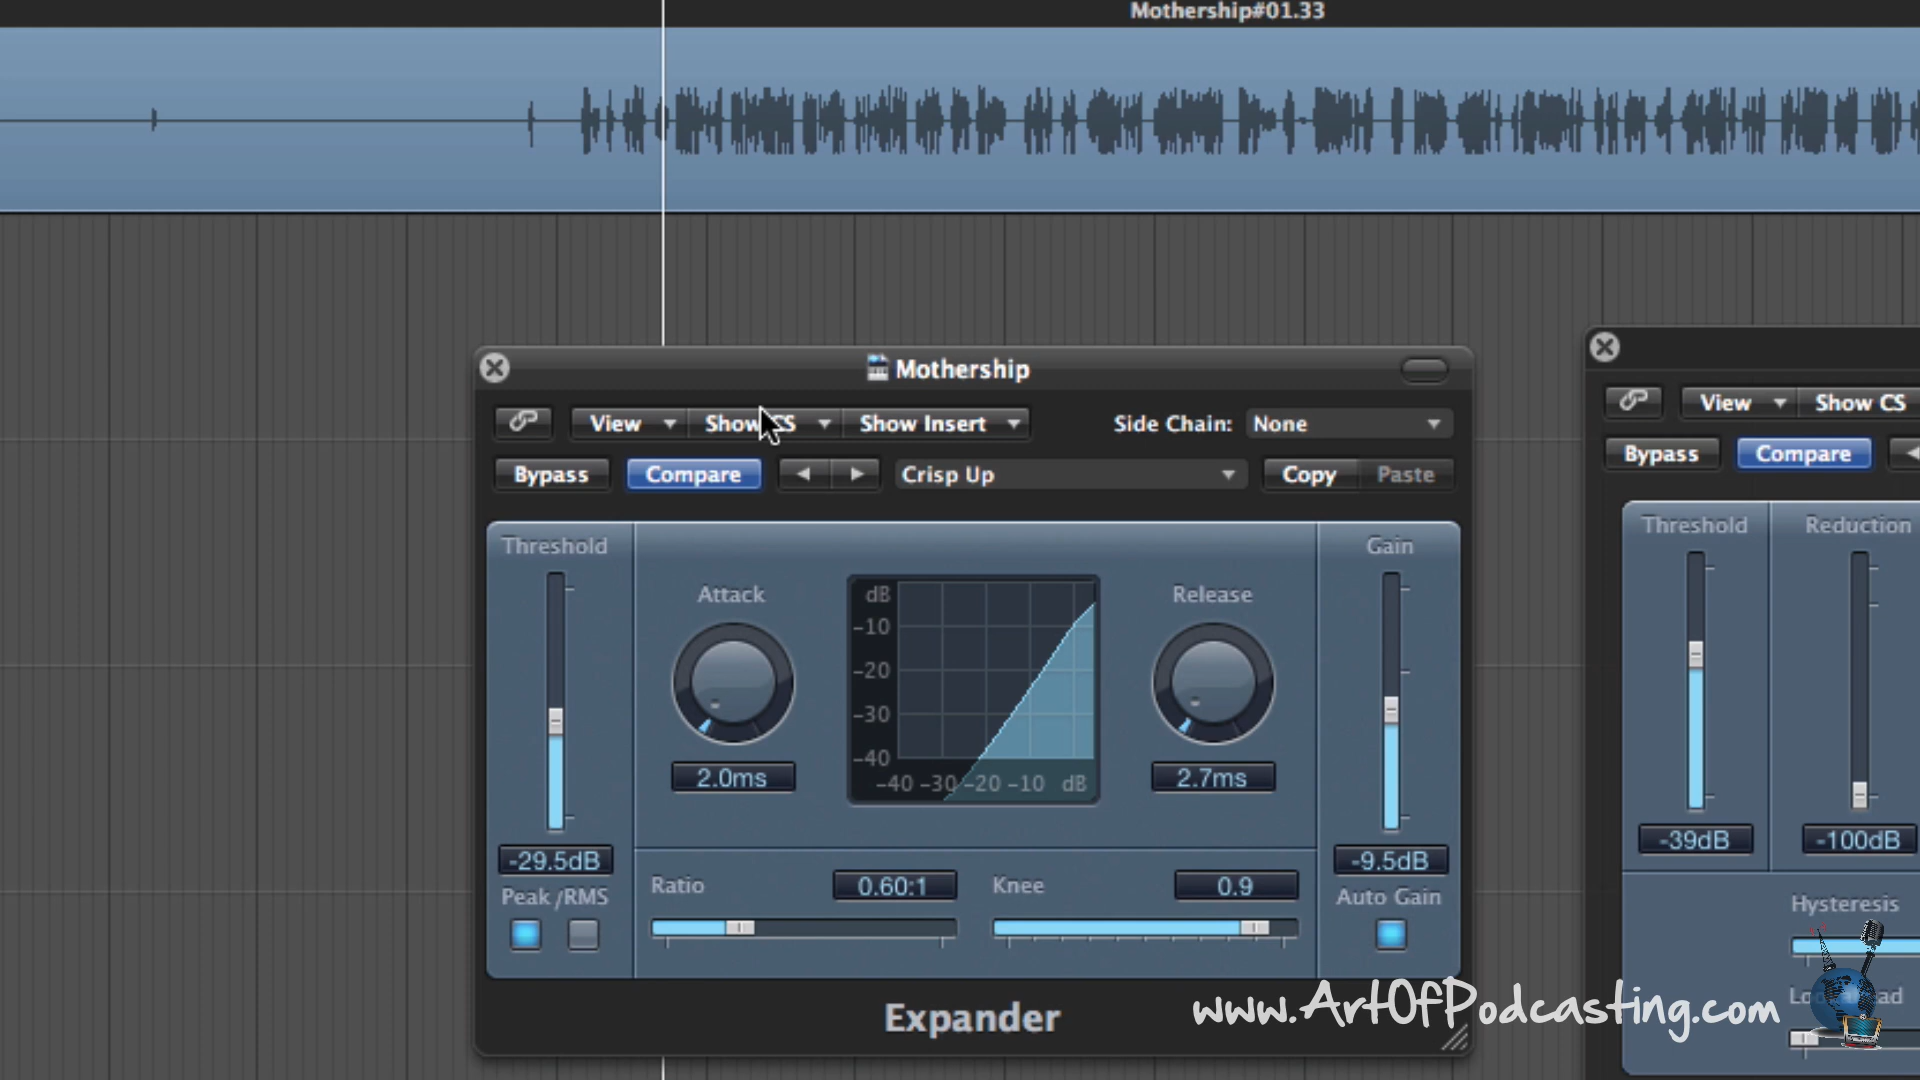 Mothership#01.33
Mothership
View Show CS Show Insert Side Chain: None
Bypass Compare Crisp Up Copy Paste
Threshold
Attack
Release
Gain
dB
-10
-20
-30
-40
-40 -30 -20 -10 dB
2.0ms
2.7ms
-29.5dB
-9.5dB
Peak/RMS
Ratio 0.60:1
Knee 0.9
Auto Gain
Expander
View Show CS
Bypass Compare
Threshold Reduction
-39dB -100dB
Hysteresis
www.ArtOfPodcasting.com